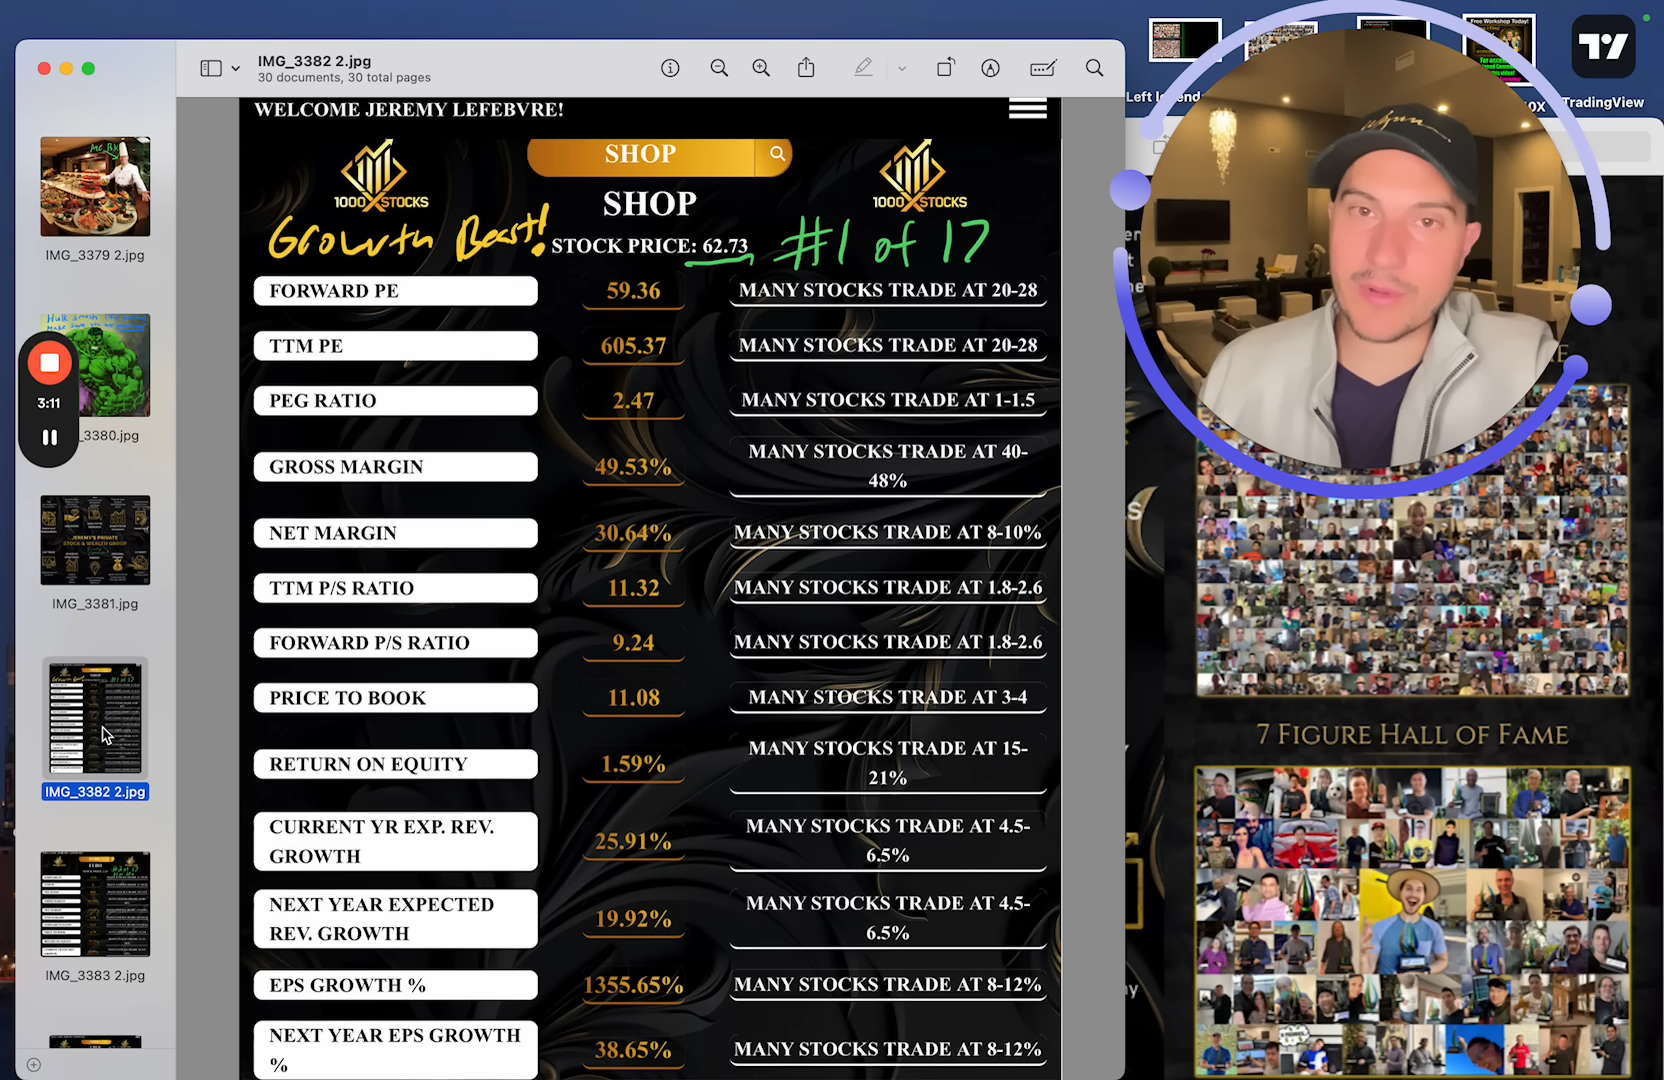 IMG_3382 2.jpg
30 documents, 30 total pages
WELCOME JEREMY LEFEBVRE!
SHOP
1000XSTOCKS
SHOP
1000XSTOCKS
Growth Beast!
STOCK PRICE: 62.73
#1 of 17
FORWARD PE 59.36 MANY STOCKS TRADE AT 20-28
TTM PE 605.37 MANY STOCKS TRADE AT 20-28
PEG RATIO 2.47 MANY STOCKS TRADE AT 1-1.5
GROSS MARGIN 49.53% MANY STOCKS TRADE AT 40-
48%
NET MARGIN 30.64% MANY STOCKS TRADE AT 8-10%
TTM P/S RATIO 11.32 MANY STOCKS TRADE AT 1.8-2.6
FORWARD P/S RATIO 9.24 MANY STOCKS TRADE AT 1.8-2.6
PRICE TO BOOK 11.08 MANY STOCKS TRADE AT 3-4
RETURN ON EQUITY 1.59% MANY STOCKS TRADE AT 15-
21%
CURRENT YR EXP. REV.
GROWTH 25.91% MANY STOCKS TRADE AT 4.5-
6.5%
NEXT YEAR EXPECTED
REV. GROWTH 19.92% MANY STOCKS TRADE AT 4.5-
6.5%
EPS GROWTH % 1355.65% MANY STOCKS TRADE AT 8-12%
NEXT YEAR EPS GROWTH
% 38.65% MANY STOCKS TRADE AT 8-12%
IMG_3379 2.jpg
_3380.jpg
3:11
JEREMY'S PRIVATE
STOCK & WEALTH GROUP
IMG_3381.jpg
IMG_3382 2.jpg
IMG_3383 2.jpg
Free Workshop Today!
TradingView
7 FIGURE HALL OF FAME